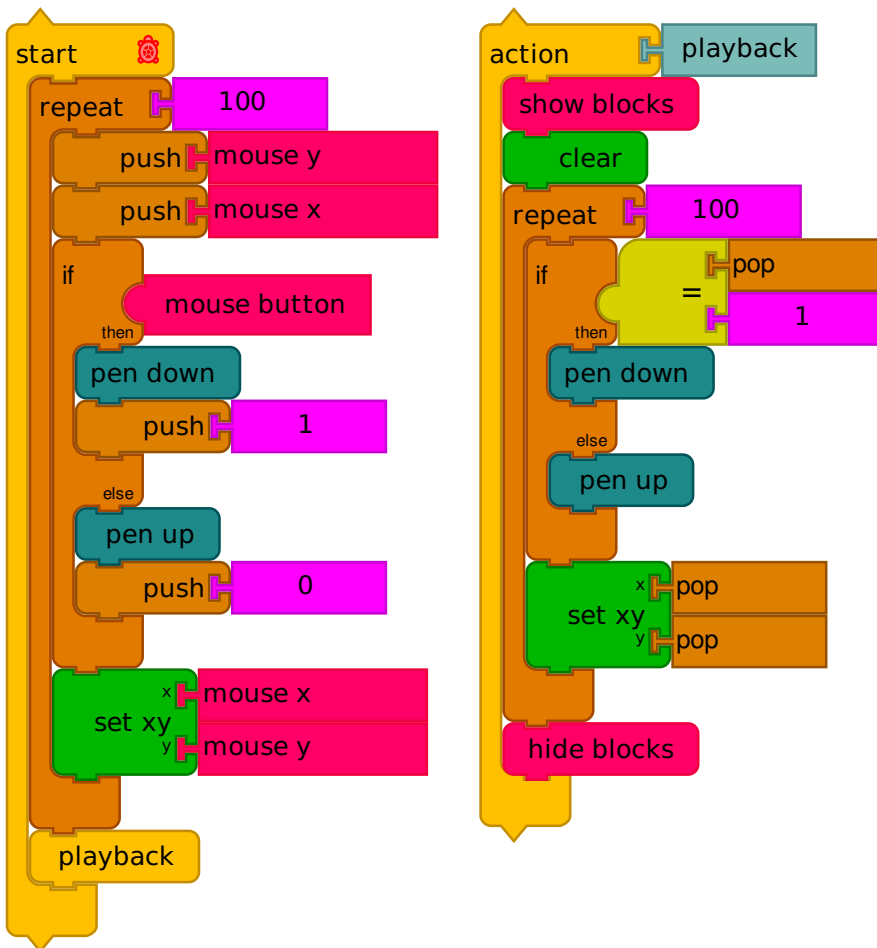 start
repeat 100
push mouse y
push mouse x
if
mouse button
then
pen down
push 1
else
pen up
push 0
x mouse x
set xy
y mouse y
playback
action playback
show blocks
clear
repeat 100
if
pop
=
1
then
pen down
else
pen up
x pop
set xy
y pop
hide blocks